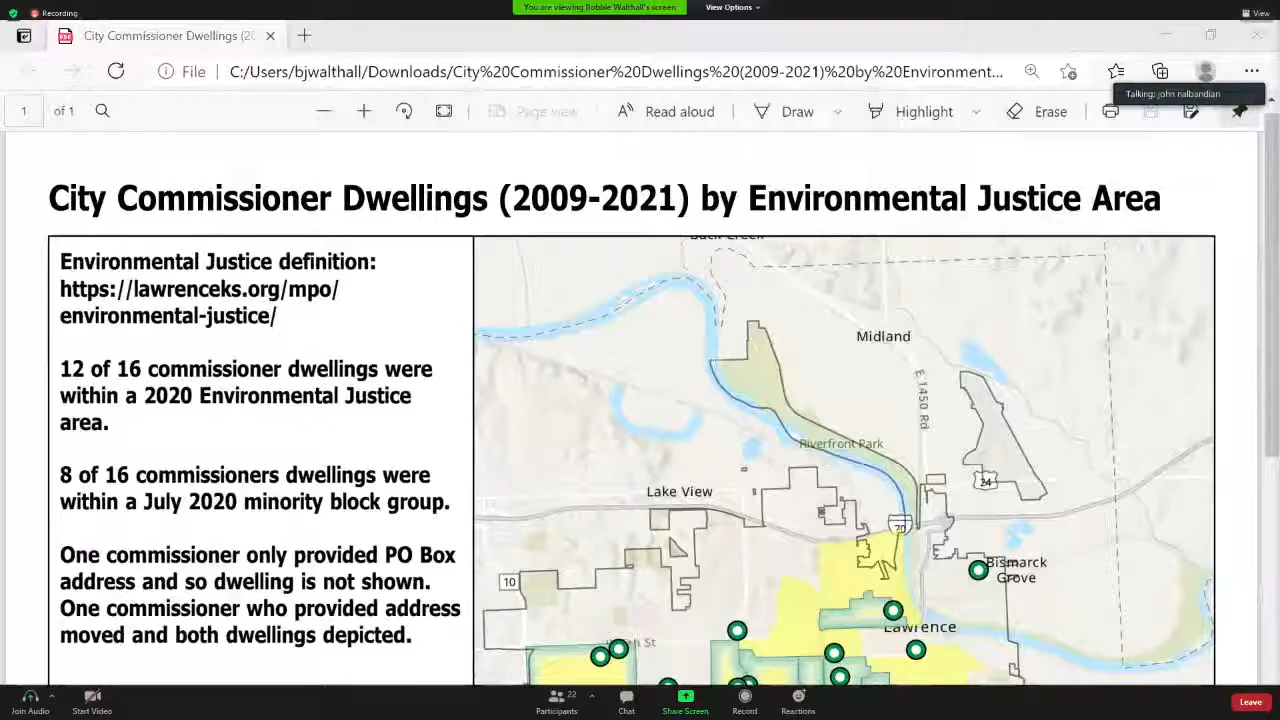 Recording
You are viewing Bobbie Walthall's screen
View Options
View
City Commissioner Dwellings (20
File
C:/Users/bjwalthall/Downloads/City%20Commissioner%20Dwellings%20(2009-2021)%20by%20Environment...
Talking: john nalbandian
1
of 1
Page view
Read aloud
Draw
Highlight
Erase
City Commissioner Dwellings (2009-2021) by Environmental Justice Area
Environmental Justice definition:
https://lawrenceks.org/mpo/
environmental-justice/
12 of 16 commissioner dwellings were
within a 2020 Environmental Justice
area.
8 of 16 commissioners dwellings were
within a July 2020 minority block group.
One commissioner only provided PO Box
address and so dwelling is not shown.
One commissioner who provided address
moved and both dwellings depicted.
Midland
E 1450 Rd
Riverfront Park
24
Lake View
70
10
Bismarck
Grove
Lawrence
St
Join Audio
Start Video
Participants
22
Chat
Share Screen
Record
Reactions
Leave